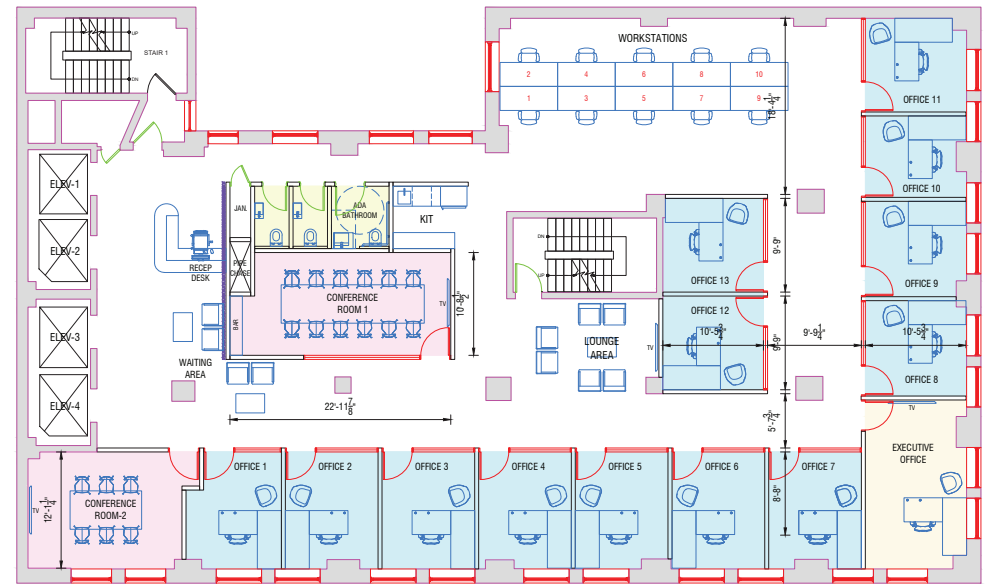 UP
STAIR 1
DN
WORKSTATIONS
2 4 6 8 10
1 3 5 7 9
18'-4 1/4"
OFFICE 11
OFFICE 10
OFFICE 9
OFFICE 8
ELEV-1
ELEV-2
ELEV-3
ELEV-4
JAN.
ADA
BATHROOM
KIT
RECEP
DESK
PIPE
CHASE
BAR
CONFERENCE
ROOM 1
TV
10'-8 1/2"
WAITING
AREA
22'-11 7/8"
DN
UP
LOUNGE
AREA
TV
OFFICE 13
9'-9"
OFFICE 12
10'-5 3/4"
9'-9"
9'-9 1/4"
10'-5 3/4"
5'-7 3/4"
TV
EXECUTIVE
OFFICE
CONFERENCE
ROOM-2
TV
12'-1 1/4"
OFFICE 1
OFFICE 2
OFFICE 3
OFFICE 4
OFFICE 5
OFFICE 6
OFFICE 7
8'-8"